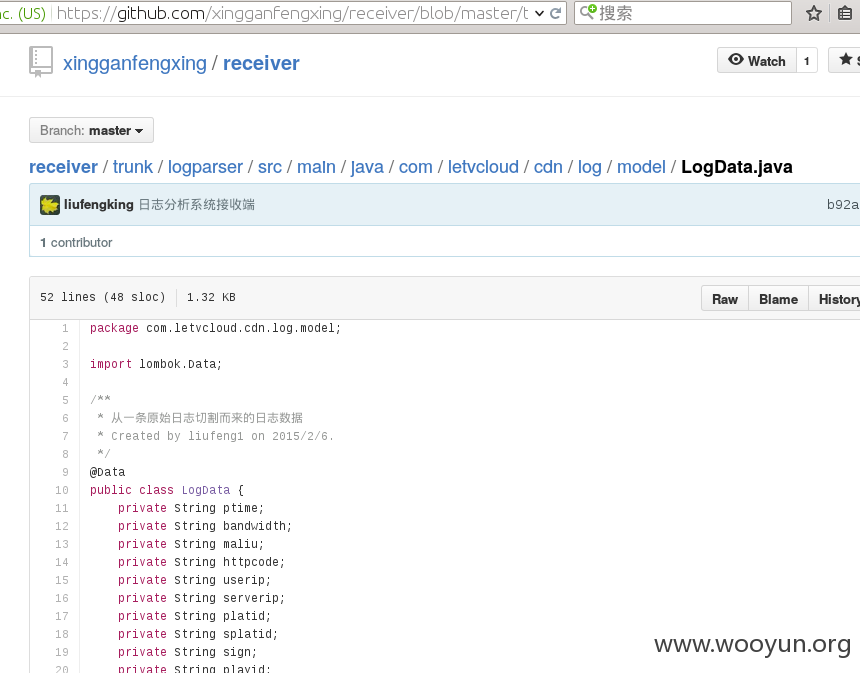 nc. (US) https://github.com/xingganfengxing/receiver/blob/master/t 搜索
xingganfengxing / receiver Watch 1
Branch: master
receiver / trunk / logparser / src / main / java / com / letvcloud / cdn / log / model / LogData.java
liufengking 日志分析系统接收端 b92a
1 contributor
52 lines (48 sloc) 1.32 KB Raw Blame History
1 package com.letvcloud.cdn.log.model;
2
3 import lombok.Data;
4
5 /**
6 * 从一条原始日志切割而来的日志数据
7 * Created by liufeng1 on 2015/2/6.
8 */
9 @Data
10 public class LogData {
11 private String ptime;
12 private String bandwidth;
13 private String maliu;
14 private String httpcode;
15 private String userip;
16 private String serverip;
17 private String platid;
18 private String splatid;
19 private String sign;
20 private String playid;
www.wooyun.org